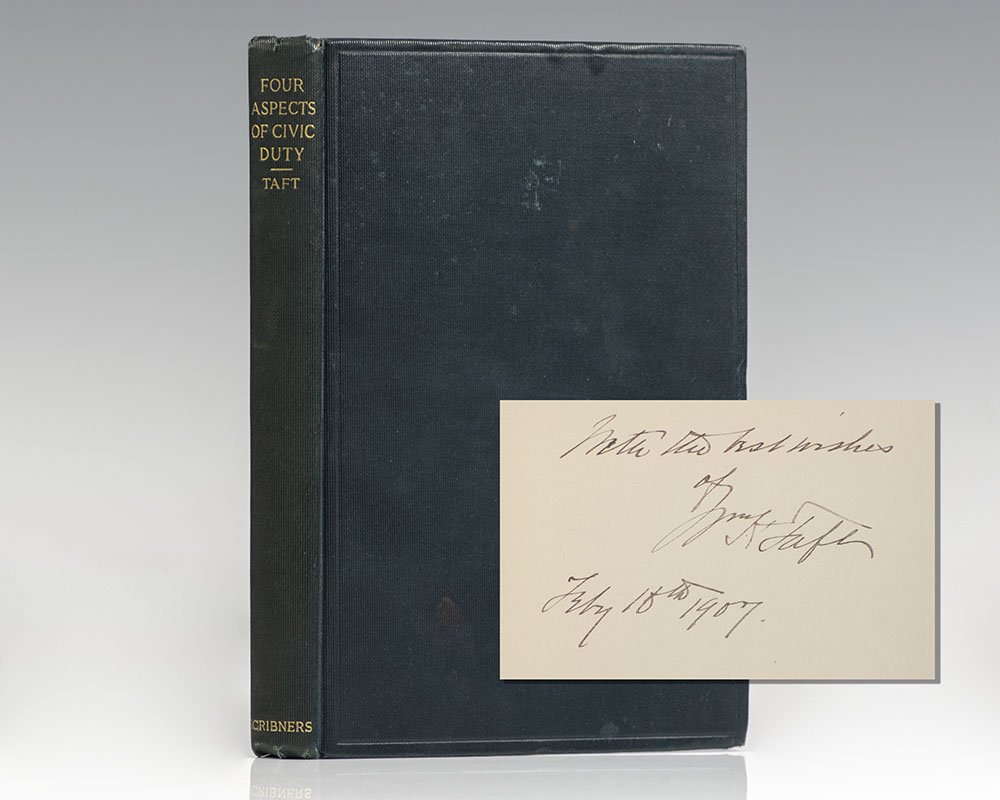 FOUR
ASPECTS
OF CIVIC
DUTY
TAFT
SCRIBNERS
With the best wishes
of
Wm H Taft
Feby 18th 1907.